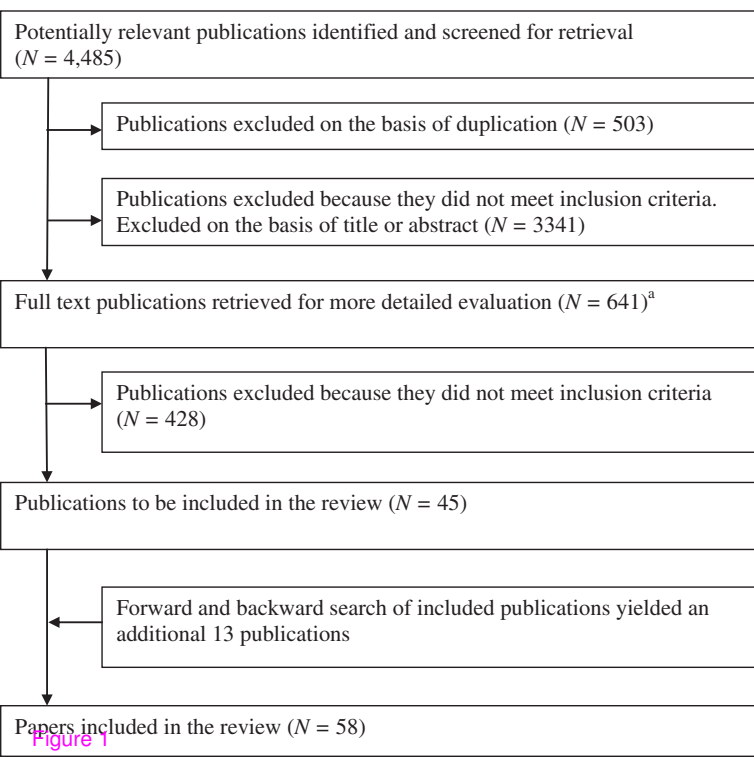 Potentially relevant publications identified and screened for retrieval
(N = 4,485)
Publications excluded on the basis of duplication (N = 503)
Publications excluded because they did not meet inclusion criteria.
Excluded on the basis of title or abstract (N = 3341)
Full text publications retrieved for more detailed evaluation (N = 641)a
Publications excluded because they did not meet inclusion criteria
(N = 428)
Publications to be included in the review (N = 45)
Forward and backward search of included publications yielded an
additional 13 publications
Papers included in the review (N = 58)
Figure 1